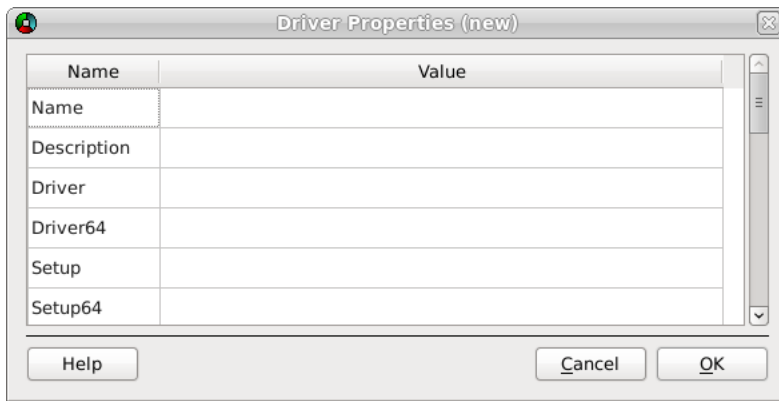 Driver Properties (new)
Name Value
Name
Description
Driver
Driver64
Setup
Setup64
Help Cancel OK